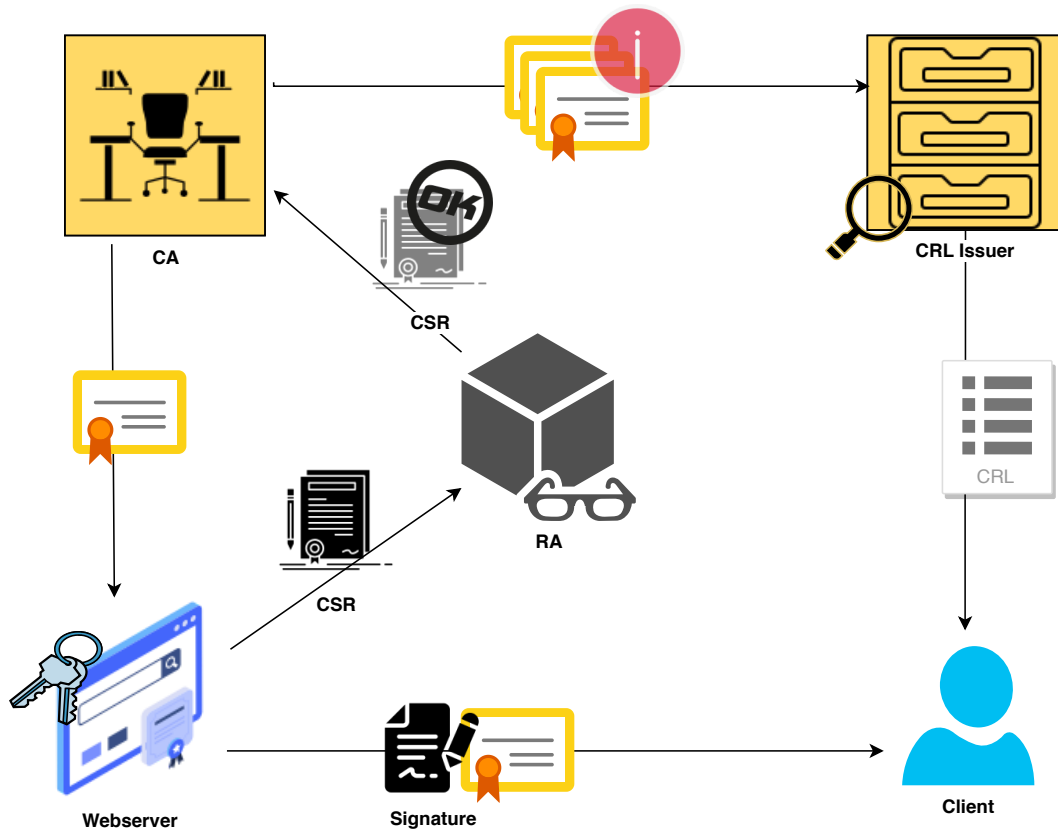 i
OK
CA
CRL Issuer
CSR
CRL
RA
CSR
Webserver
Signature
Client